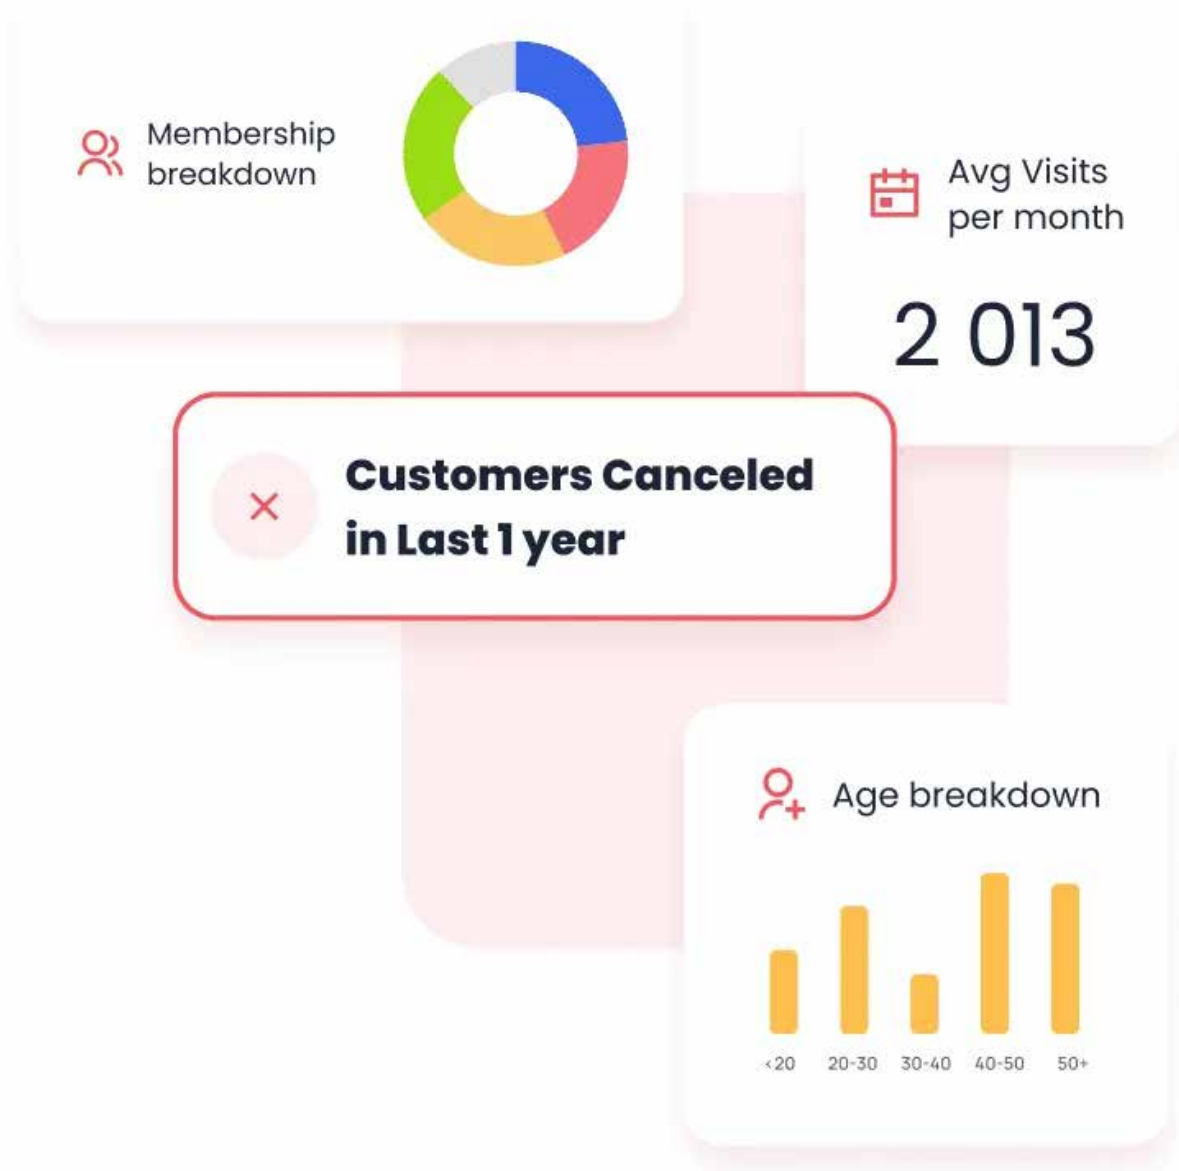 Membership
breakdown
Avg Visits
per month
2 013
Customers Canceled
in Last 1 year
Age breakdown
<20 20-30 30-40 40-50 50+